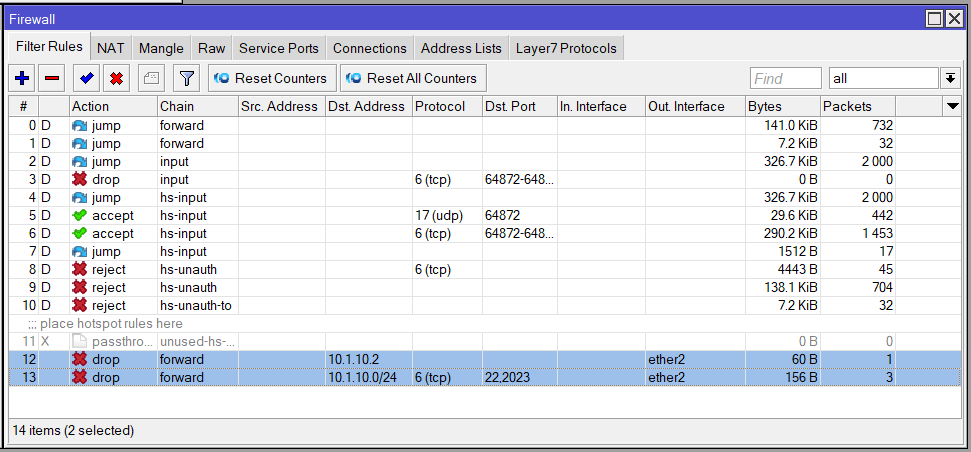 Firewall
Filter Rules NAT Mangle Raw Service Ports Connections Address Lists Layer7 Protocols
Reset Counters Reset All Counters Find all
# Action Chain Src. Address Dst. Address Protocol Dst. Port In. Interface Out. Interface Bytes Packets
0 D jump forward 141.0 KiB 732
1 D jump forward 7.2 KiB 32
2 D jump input 326.7 KiB 2 000
3 D drop input 6 (tcp) 64872-648... 0 B 0
4 D jump hs-input 326.7 KiB 2 000
5 D accept hs-input 17 (udp) 64872 29.6 KiB 442
6 D accept hs-input 6 (tcp) 64872-648... 290.2 KiB 1 453
7 D jump hs-input 1512 B 17
8 D reject hs-unauth 6 (tcp) 4443 B 45
9 D reject hs-unauth 138.1 KiB 704
10 D reject hs-unauth-to 7.2 KiB 32
;;; place hotspot rules here
11 X passthro... unused-hs-... 0 B 0
12 drop forward 10.1.10.2 ether2 60 B 1
13 drop forward 10.1.10.0/24 6 (tcp) 22,2023 ether2 156 B 3
14 items (2 selected)